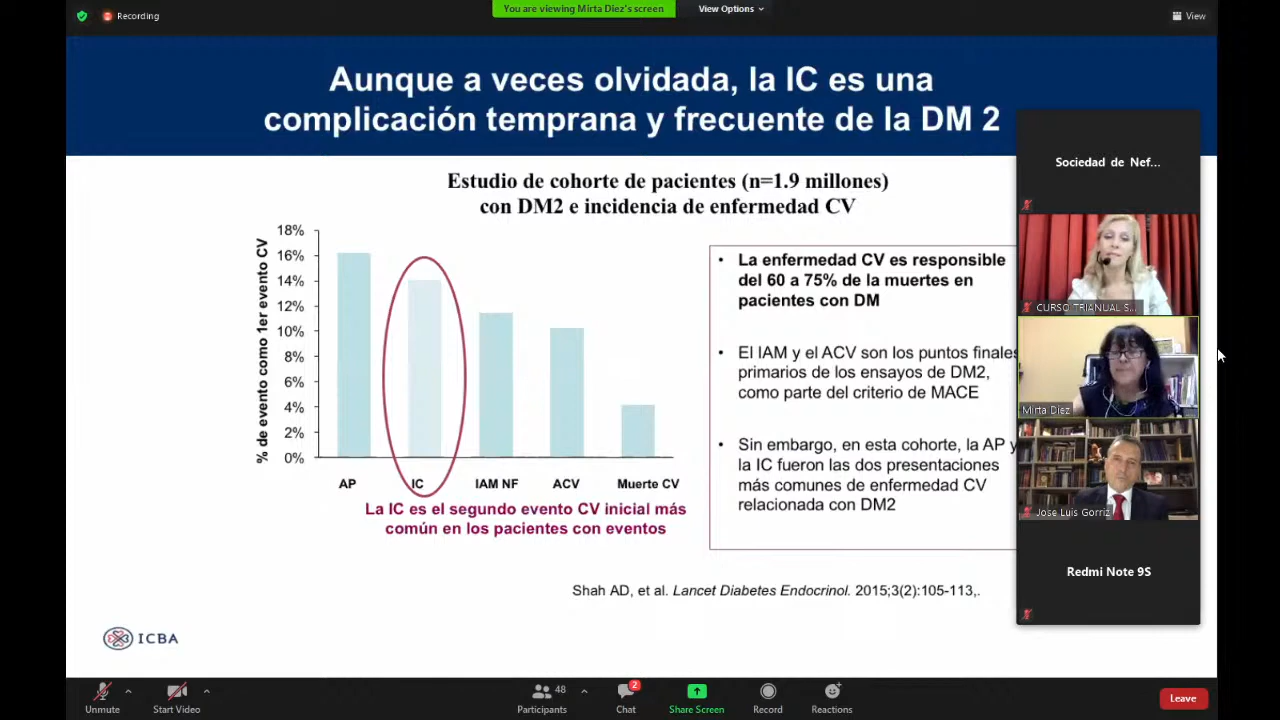 Recording
You are viewing Mirta Diez's screen
View Options
View
Aunque a veces olvidada, la IC es una
complicación temprana y frecuente de la DM 2
Estudio de cohorte de pacientes (n=1.9 millones)
con DM2 e incidencia de enfermedad CV
% de evento como 1er evento CV
18%
16%
14%
12%
10%
8%
6%
4%
2%
0%
AP
IC
IAM NF
ACV
Muerte CV
La IC es el segundo evento CV inicial más
común en los pacientes con eventos
• La enfermedad CV es responsible
del 60 a 75% de la muertes en
pacientes con DM
• El IAM y el ACV son los puntos finales
primarios de los ensayos de DM2,
como parte del criterio de MACE
• Sin embargo, en esta cohorte, la AP y
la IC fueron las dos presentaciones
más comunes de enfermedad CV
relacionada con DM2
Shah AD, et al. Lancet Diabetes Endocrinol. 2015;3(2):105-113,.
ICBA
Sociedad de Nef...
CURSO TRIANUAL S...
Mirta Diez
Jose Luis Gorriz
Redmi Note 9S
Unmute
Start Video
48
Participants
2
Chat
Share Screen
Record
Reactions
Leave